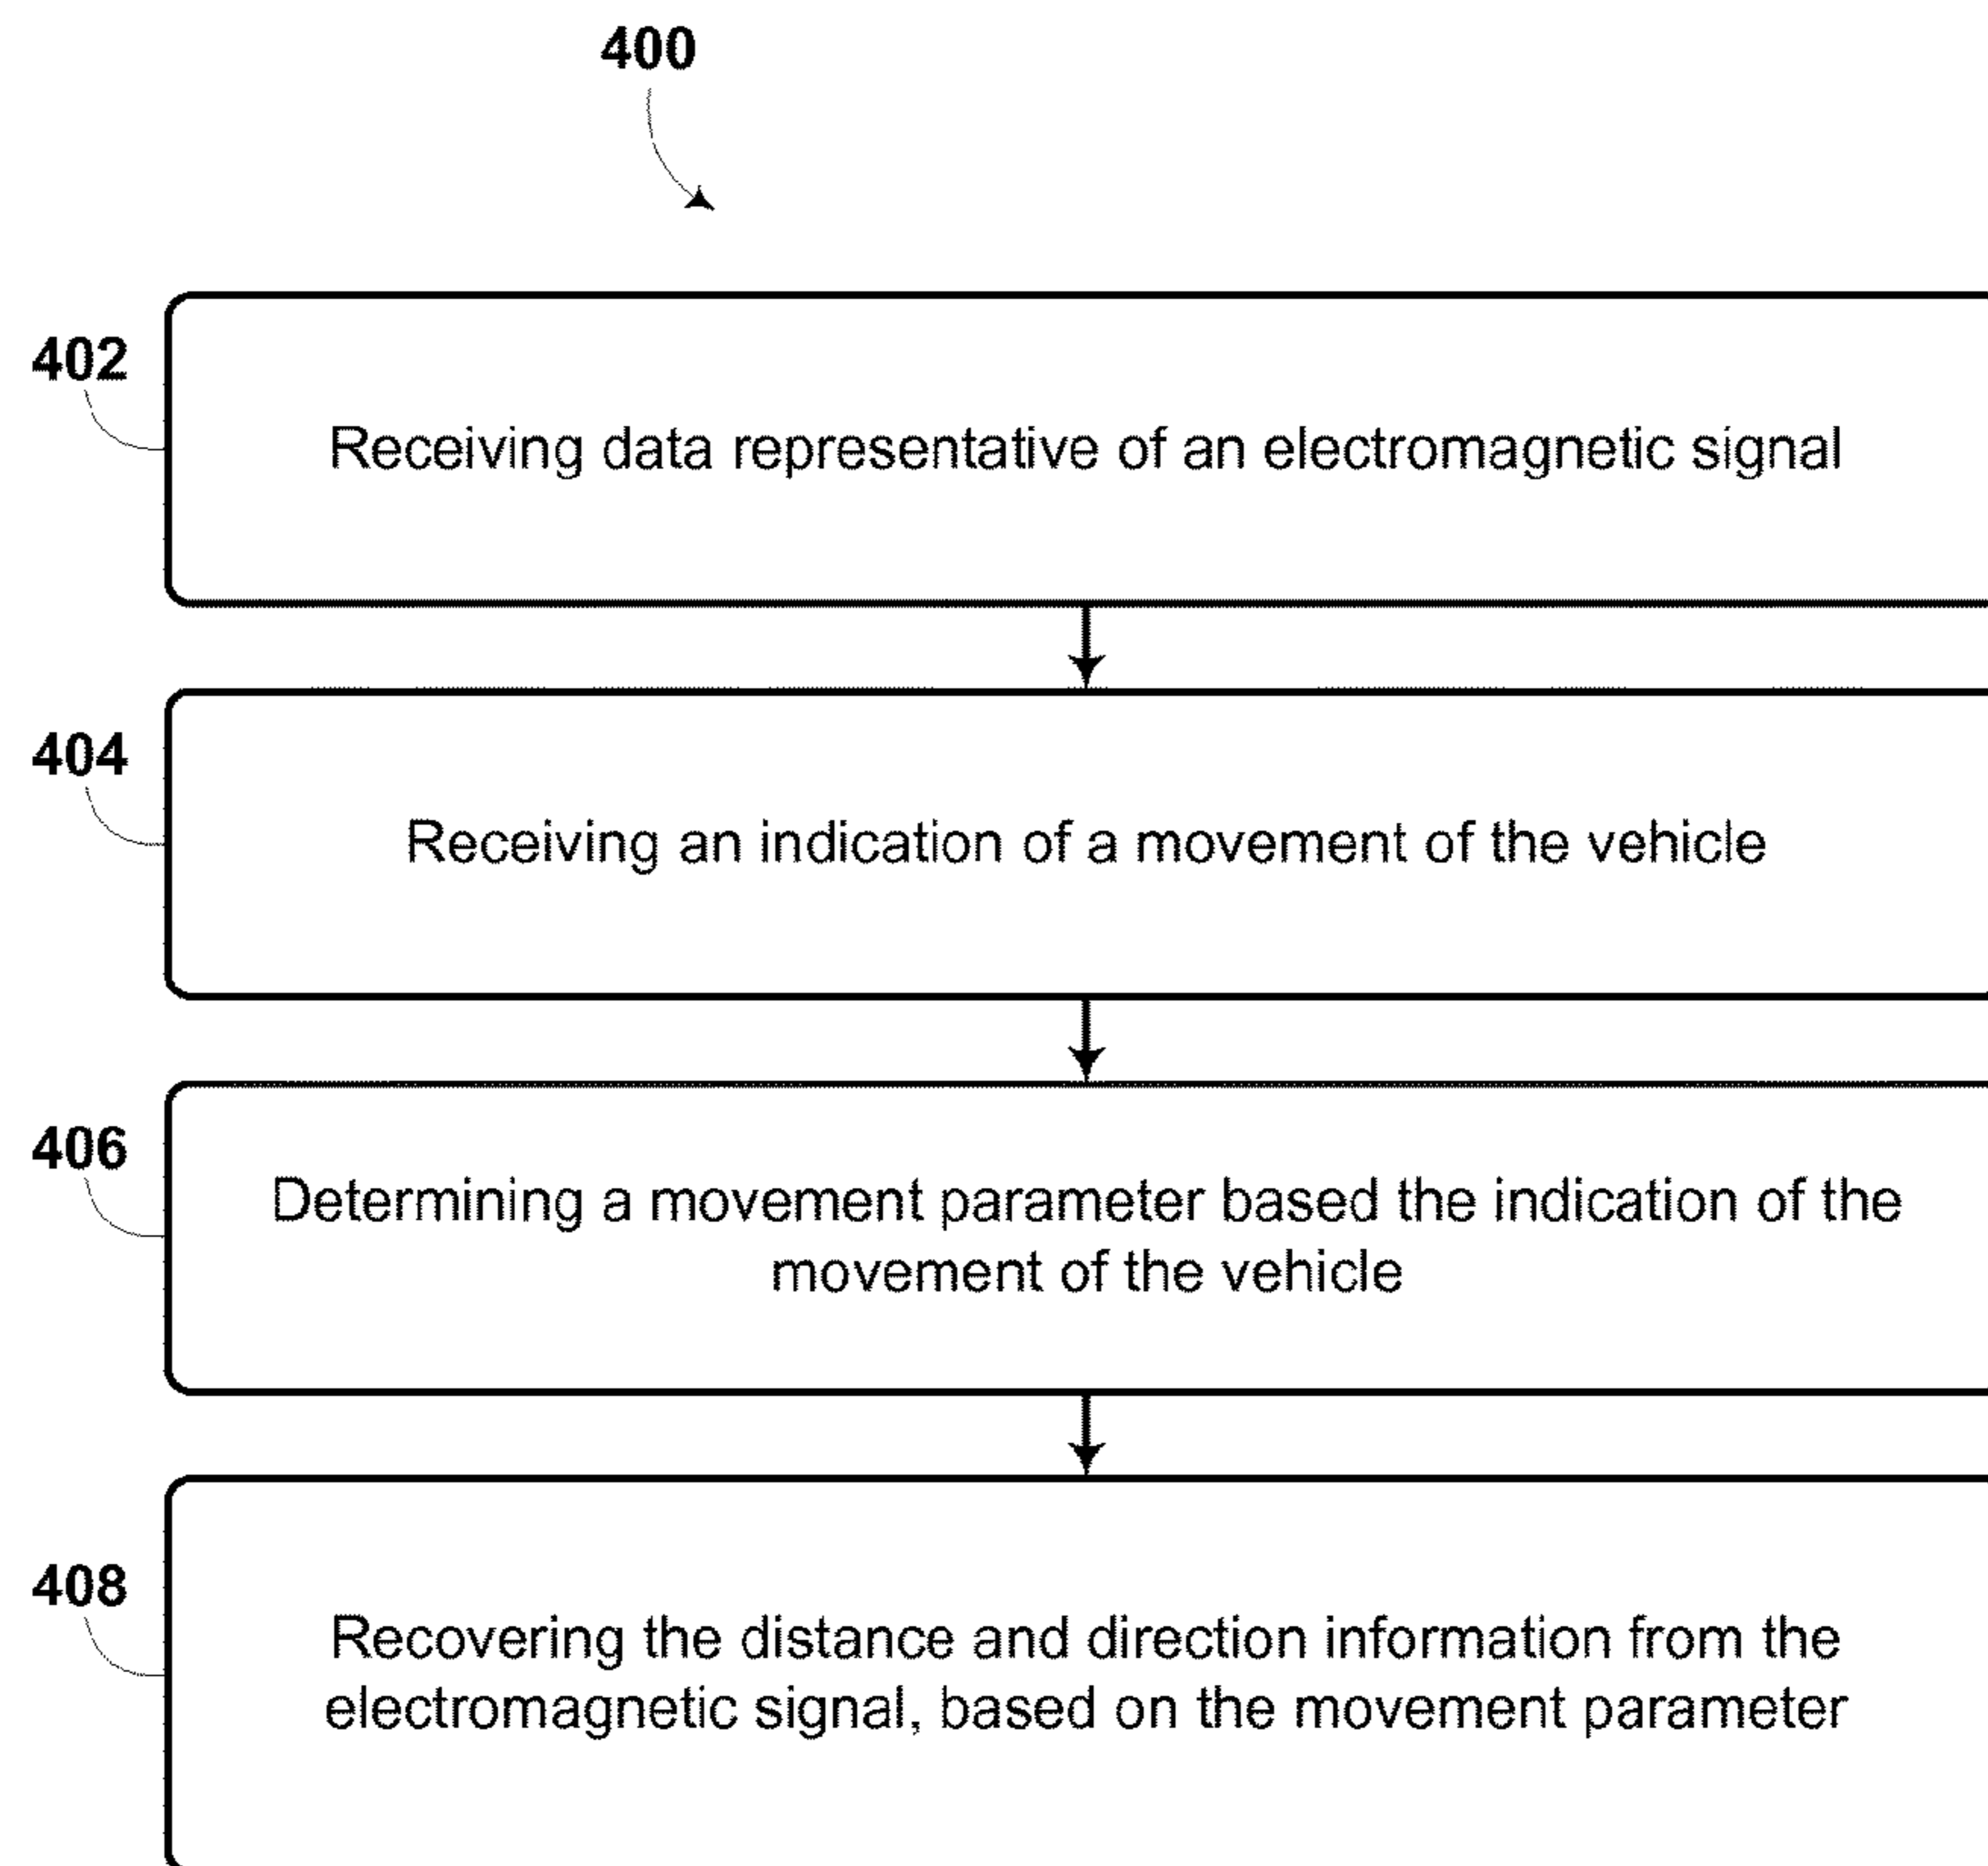 400
402
Receiving data representative of an electromagnetic signal
404
Receiving an indication of a movement of the vehicle
406
Determining a movement parameter based the indication of the
movement of the vehicle
408
Recovering the distance and direction information from the
electromagnetic signal, based on the movement parameter